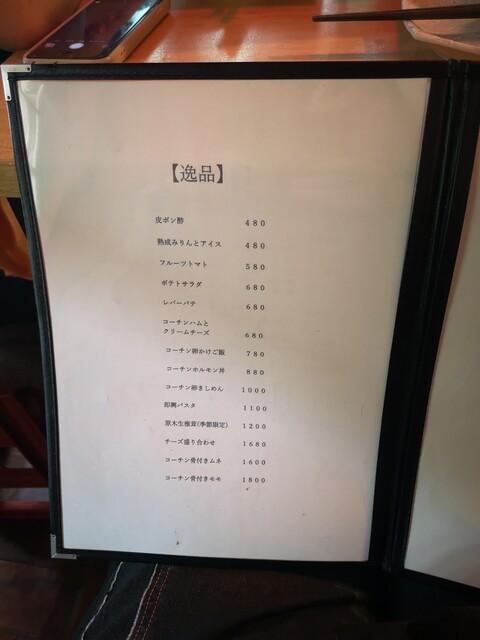 【逸品】
皮ポン酢 480
熟成みりんとアイス 480
フルーツトマト 580
ポテトサラダ 680
レバーパテ 680
コーチンハムと
クリームチーズ 680
コーチン卵かけご飯 780
コーチンホルモン丼 880
コーチン卵きしめん 1000
即興パスタ 1100
原木生椎茸(季節限定) 1200
チーズ盛り合わせ 1680
コーチン骨付きムネ 1600
コーチン骨付きモモ 1800